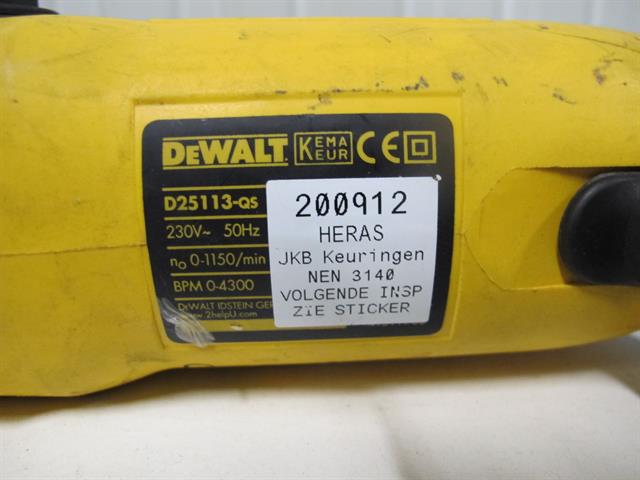 DEWALT KEMA KEUR CE
D25113-QS
230V~ 50Hz
n0 0-1150/min
BPM 0-4300
DEWALT IDSTEIN GER
www.2helpU.com
200912
HERAS
JKB Keuringen
NEN 3140
VOLGENDE INSP
ZIE STICKER